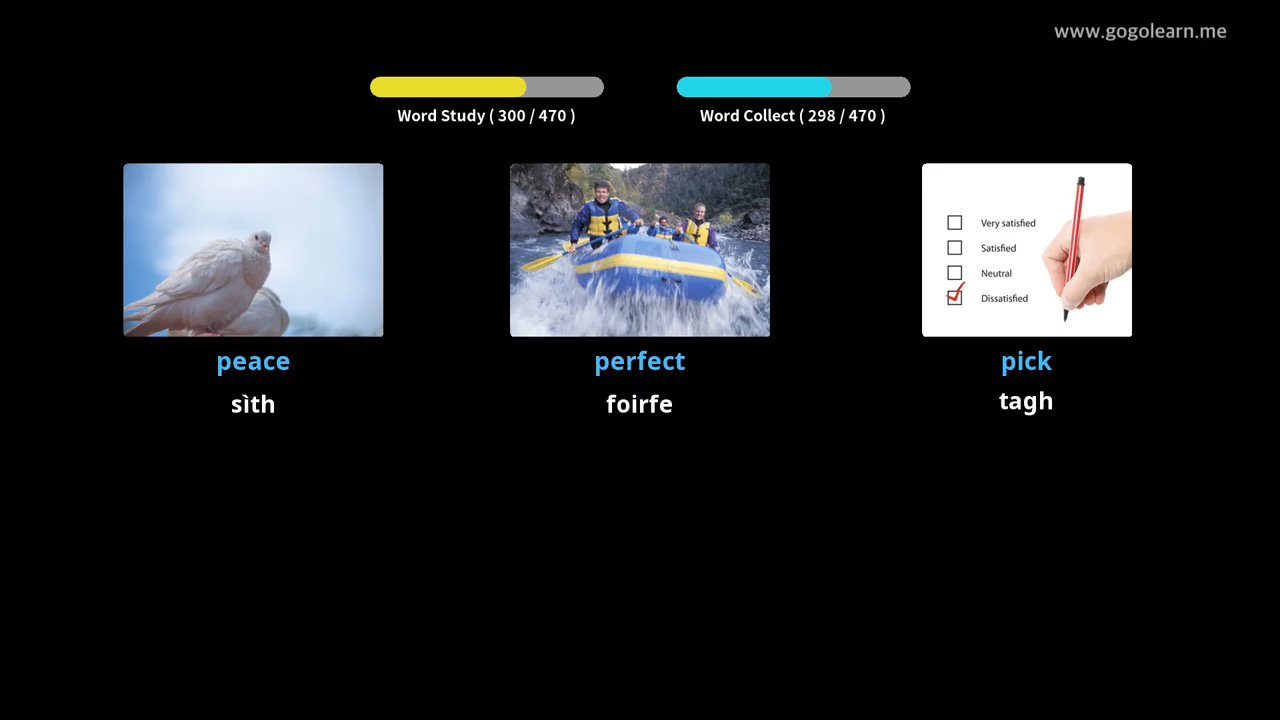 www.gogolearn.me
Word Study ( 300 / 470 )
Word Collect ( 298 / 470 )
Very satisfied
Satisfied
Neutral
Dissatisfied
peace
perfect
pick
sìth
foirfe
tagh